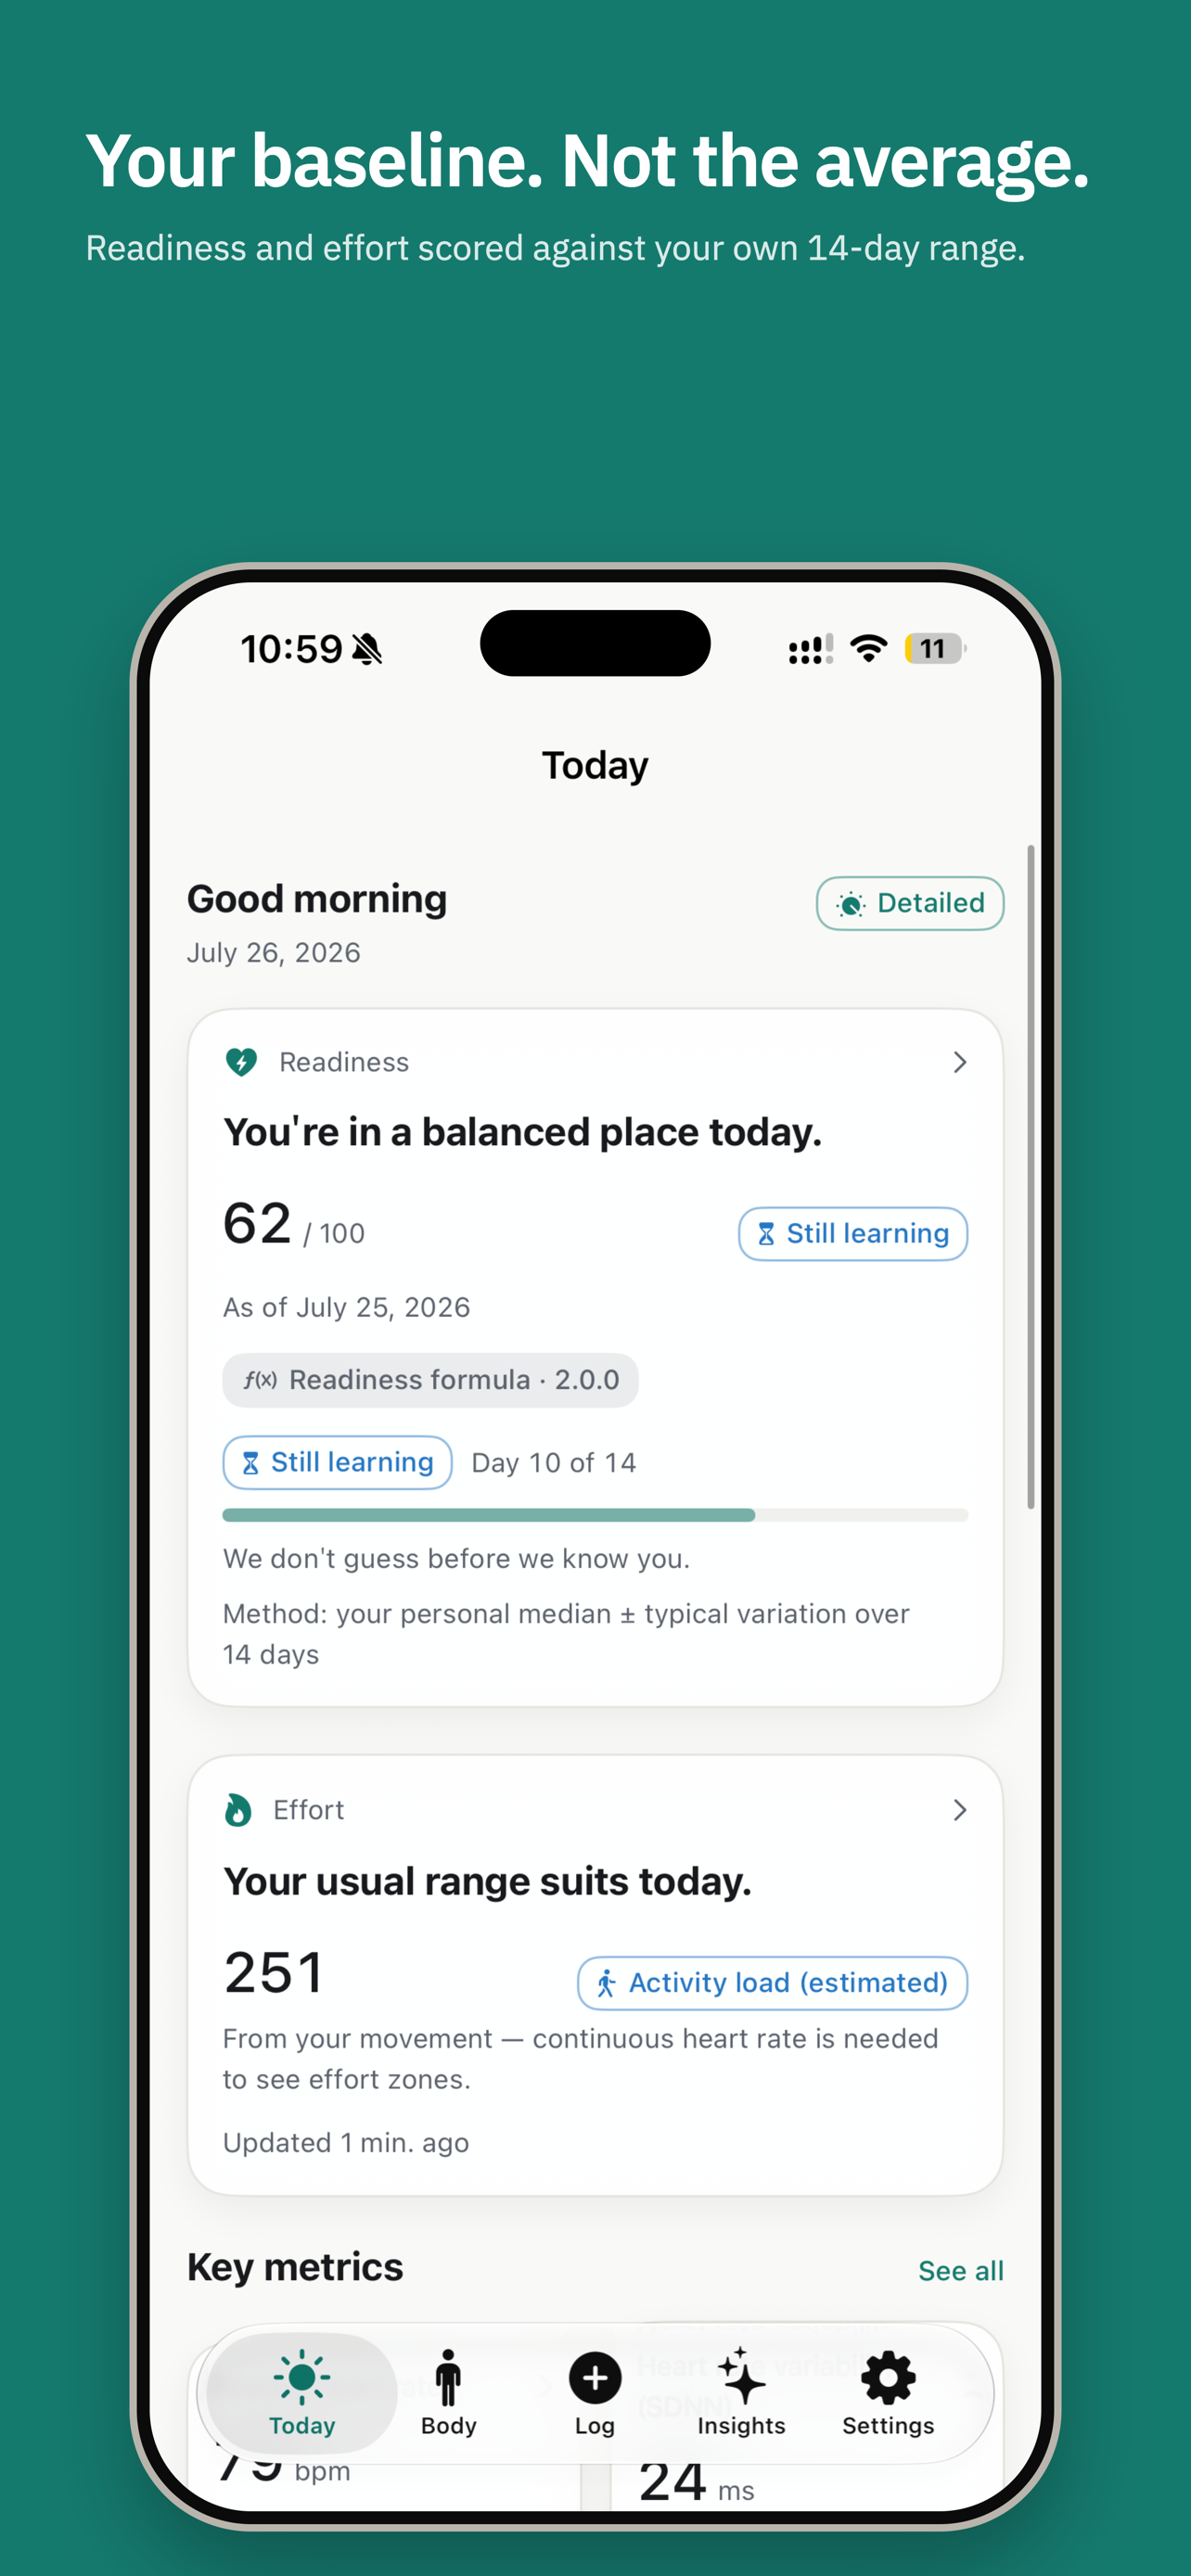 Your baseline. Not the average.
Readiness and effort scored against your own 14-day range.
10:59
11
Today
Good morning
Detailed
July 26, 2026
Readiness
You're in a balanced place today.
62 / 100
Still learning
As of July 25, 2026
f(x) Readiness formula · 2.0.0
Still learning
Day 10 of 14
We don't guess before we know you.
Method: your personal median ± typical variation over
14 days
Effort
Your usual range suits today.
251
Activity load (estimated)
From your movement — continuous heart rate is needed
to see effort zones.
Updated 1 min. ago
Key metrics
See all
Today
Body
Log
Insights
Settings
79 bpm
24 ms